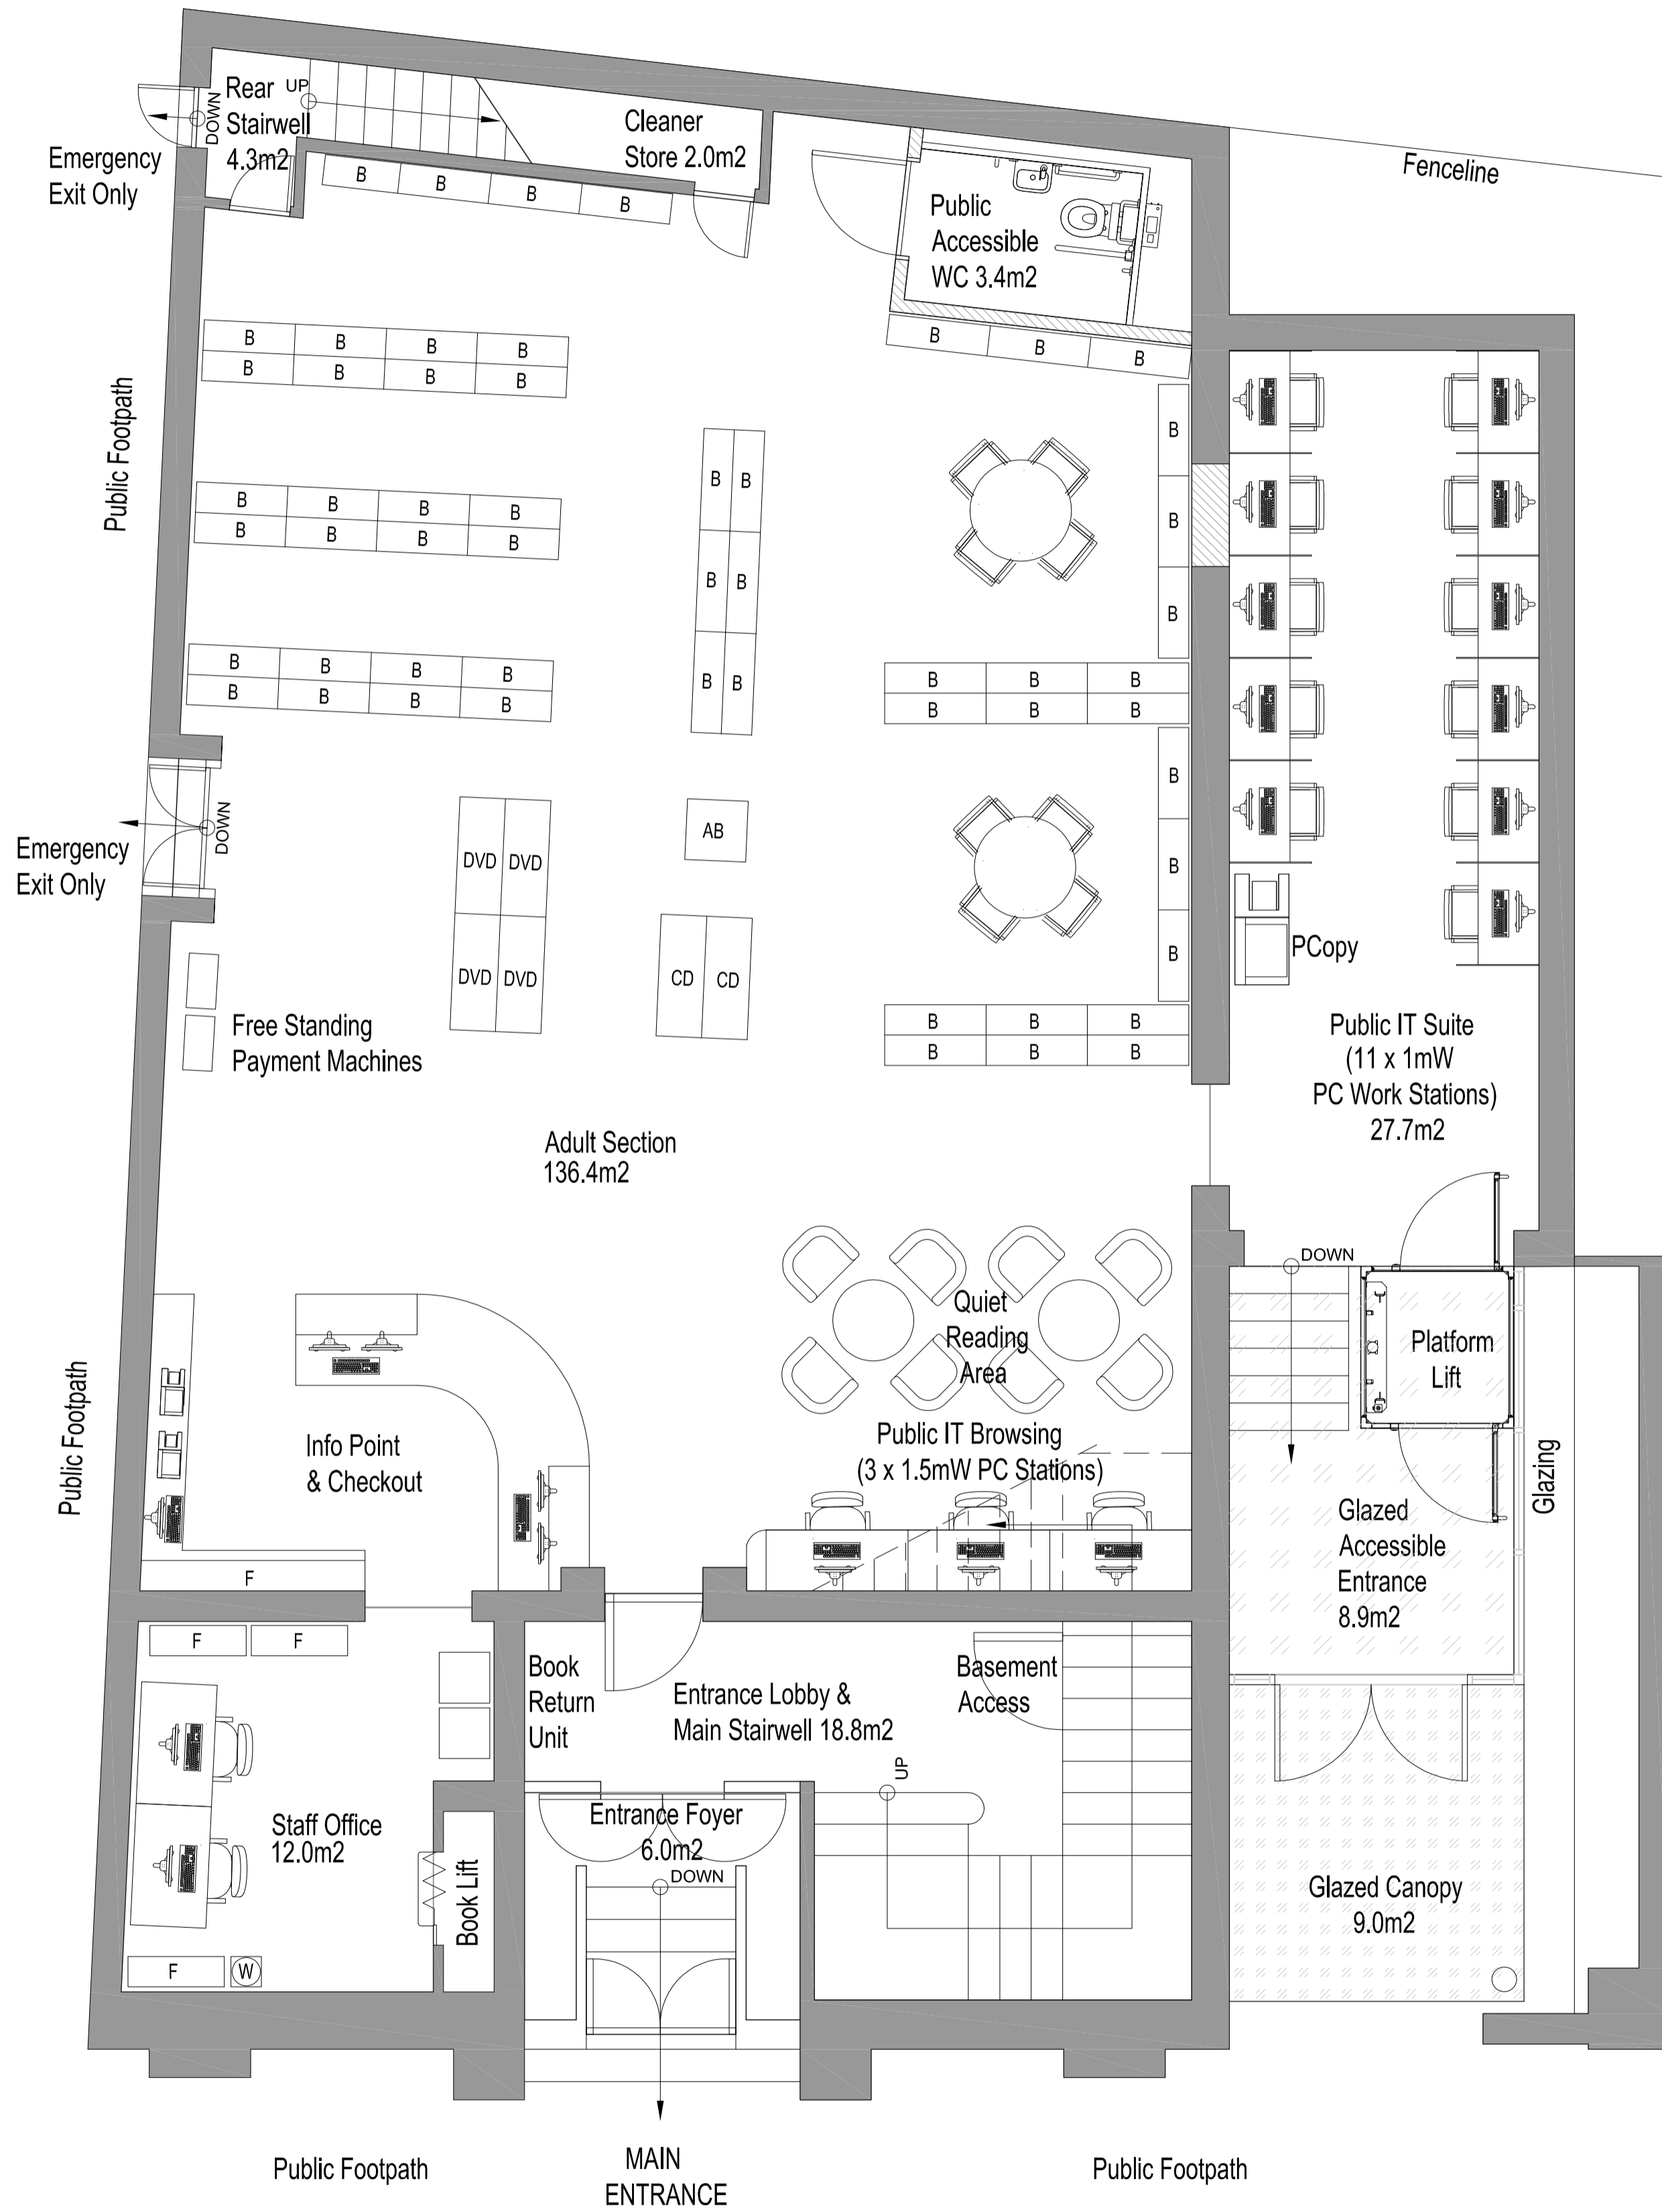 Rear
Stairwell
4.3m2
UP
DOWN
Emergency
Exit Only
Cleaner
Store 2.0m2
Fenceline
B
B
B
B
Public
Accessible
WC 3.4m2
B
B
B
B B B B
B B B B
Public Footpath
B
B
B
B B
B B
B B
B B B B
B B B B
B B B B
B B B B
B B B
B B B
B
B
B
DOWN
Emergency
Exit Only
DVD DVD
DVD DVD
AB
CD CD
PCopy
Free Standing
Payment Machines
B B B
B B B
Public IT Suite
(11 x 1mW
PC Work Stations)
27.7m2
Adult Section
136.4m2
DOWN
Quiet
Reading
Area
Platform
Lift
Public Footpath
Info Point
& Checkout
Public IT Browsing
(3 x 1.5mW PC Stations)
Glazing
Glazed
Accessible
Entrance
8.9m2
F
F F
Book
Return
Unit
Entrance Lobby &
Main Stairwell 18.8m2
Basement
Access
UP
Staff Office
12.0m2
Entrance Foyer
6.0m2
DOWN
Book Lift
Glazed Canopy
9.0m2
F
W
MAIN
ENTRANCE
Public Footpath
Public Footpath